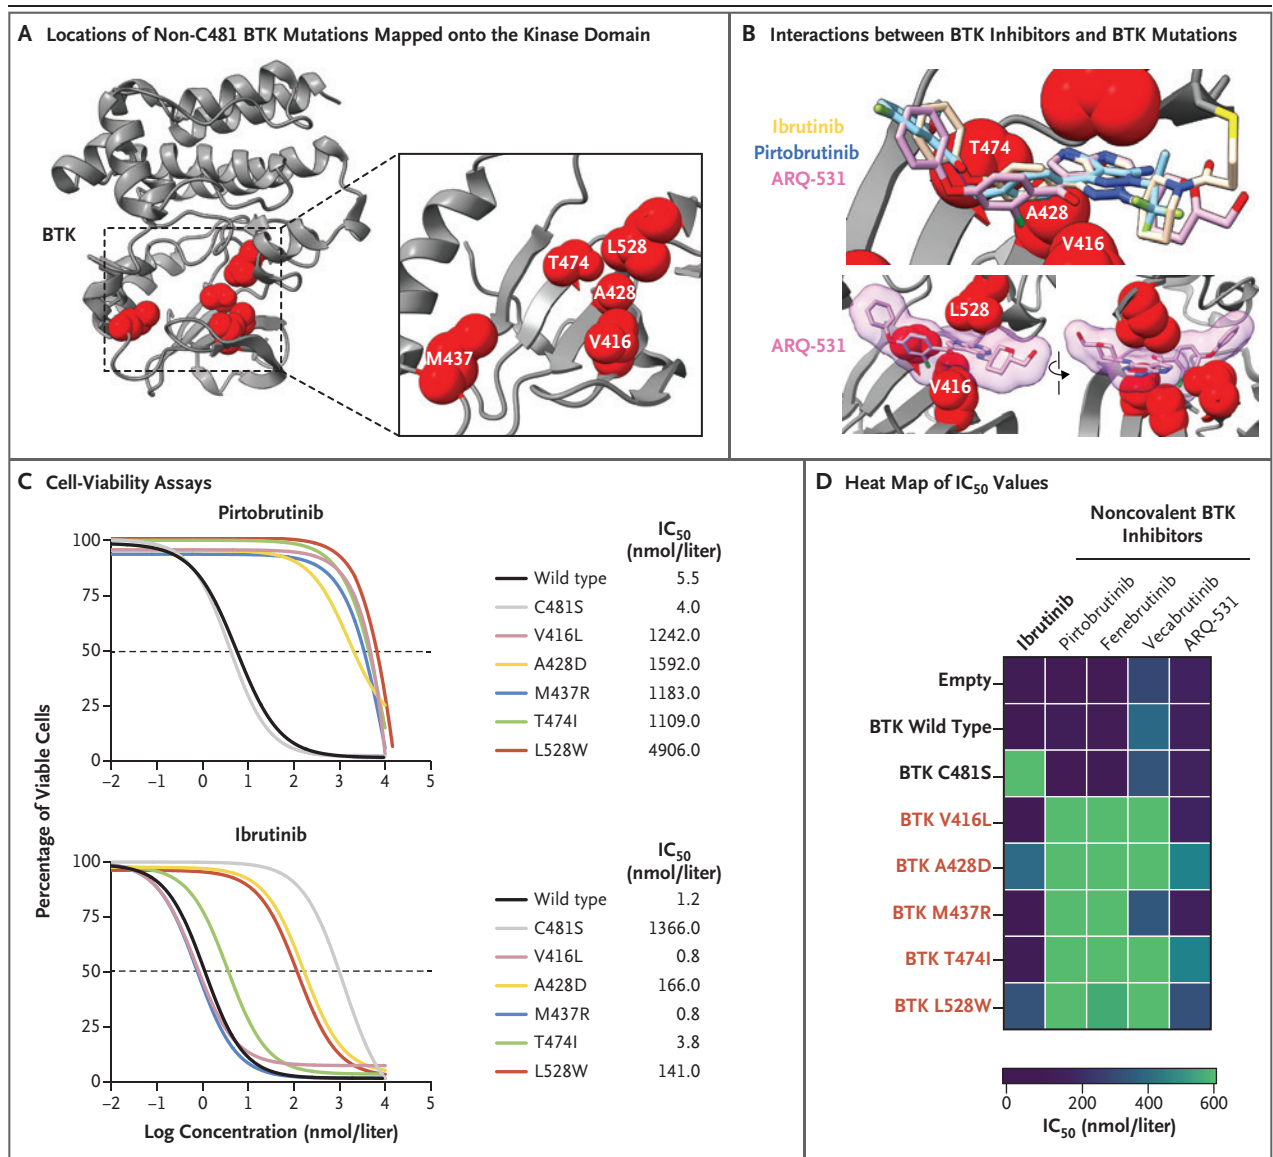 A Locations of Non-C481 BTK Mutations Mapped onto the Kinase Domain
BTK
T474
L528
A428
V416
M437
B Interactions between BTK Inhibitors and BTK Mutations
Ibrutinib
Pirtobrutinib
ARQ-531
T474
A428
V416
ARQ-531
L528
V416
C Cell-Viability Assays
Percentage of Viable Cells
Pirtobrutinib
100
75
50
25
0
−2 −1 0 1 2 3 4 5
IC50
(nmol/liter)
Wild type 5.5
C481S 4.0
V416L 1242.0
A428D 1592.0
M437R 1183.0
T474I 1109.0
L528W 4906.0
Ibrutinib
100
75
50
25
0
−2 −1 0 1 2 3 4 5
Log Concentration (nmol/liter)
IC50
(nmol/liter)
Wild type 1.2
C481S 1366.0
V416L 0.8
A428D 166.0
M437R 0.8
T474I 3.8
L528W 141.0
D Heat Map of IC50 Values
Noncovalent BTK
Inhibitors
Ibrutinib
Pirtobrutinib
Fenebrutinib
Vecabrutinib
ARQ-531
Empty
BTK Wild Type
BTK C481S
BTK V416L
BTK A428D
BTK M437R
BTK T474I
BTK L528W
0 200 400 600
IC50 (nmol/liter)